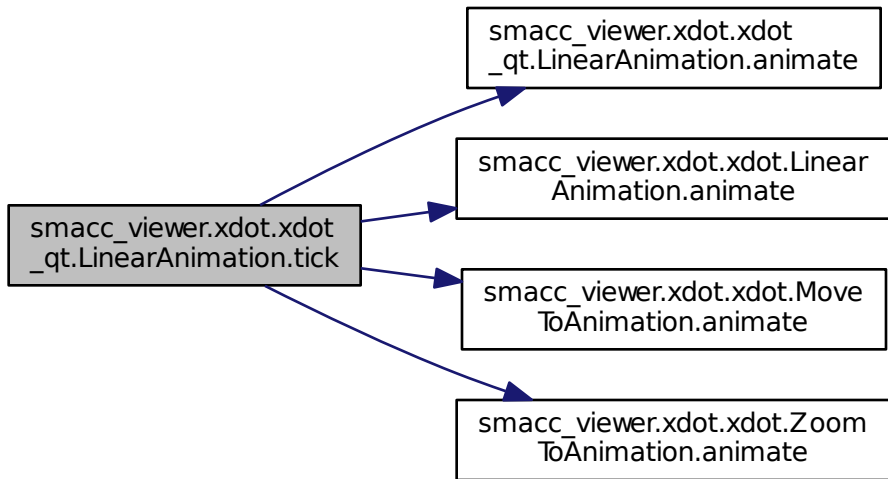 smacc_viewer.xdot.xdot
_qt.LinearAnimation.animate
smacc_viewer.xdot.xdot.Linear
Animation.animate
smacc_viewer.xdot.xdot
_qt.LinearAnimation.tick
smacc_viewer.xdot.xdot.Move
ToAnimation.animate
smacc_viewer.xdot.xdot.Zoom
ToAnimation.animate